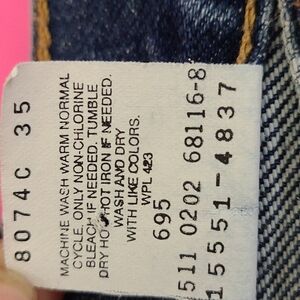 8074C 35
MACHINE WASH WARM NORMAL
CYCLE. ONLY NON-CHLORINE
BLEACH IF NEEDED. TUMBLE
DRY HOT. HOT IRON IF NEEDED.
WASH AND DRY
WITH LIKE COLORS.
WPL 423
695
511 0202 68116-8
15551-4837